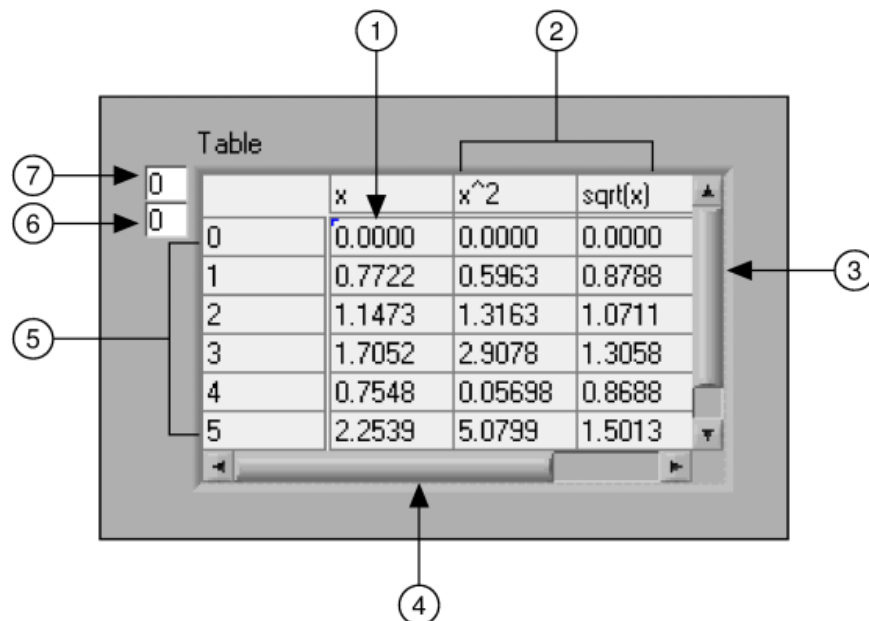 1 2
Table
7 0
6 0
x x^2 sqrt(x)
0 0.0000 0.0000 0.0000
1 0.7722 0.5963 0.8788
3
2 1.1473 1.3163 1.0711
5
3 1.7052 2.9078 1.3058
4 0.7548 0.05698 0.8688
5 2.2539 5.0799 1.5013
4